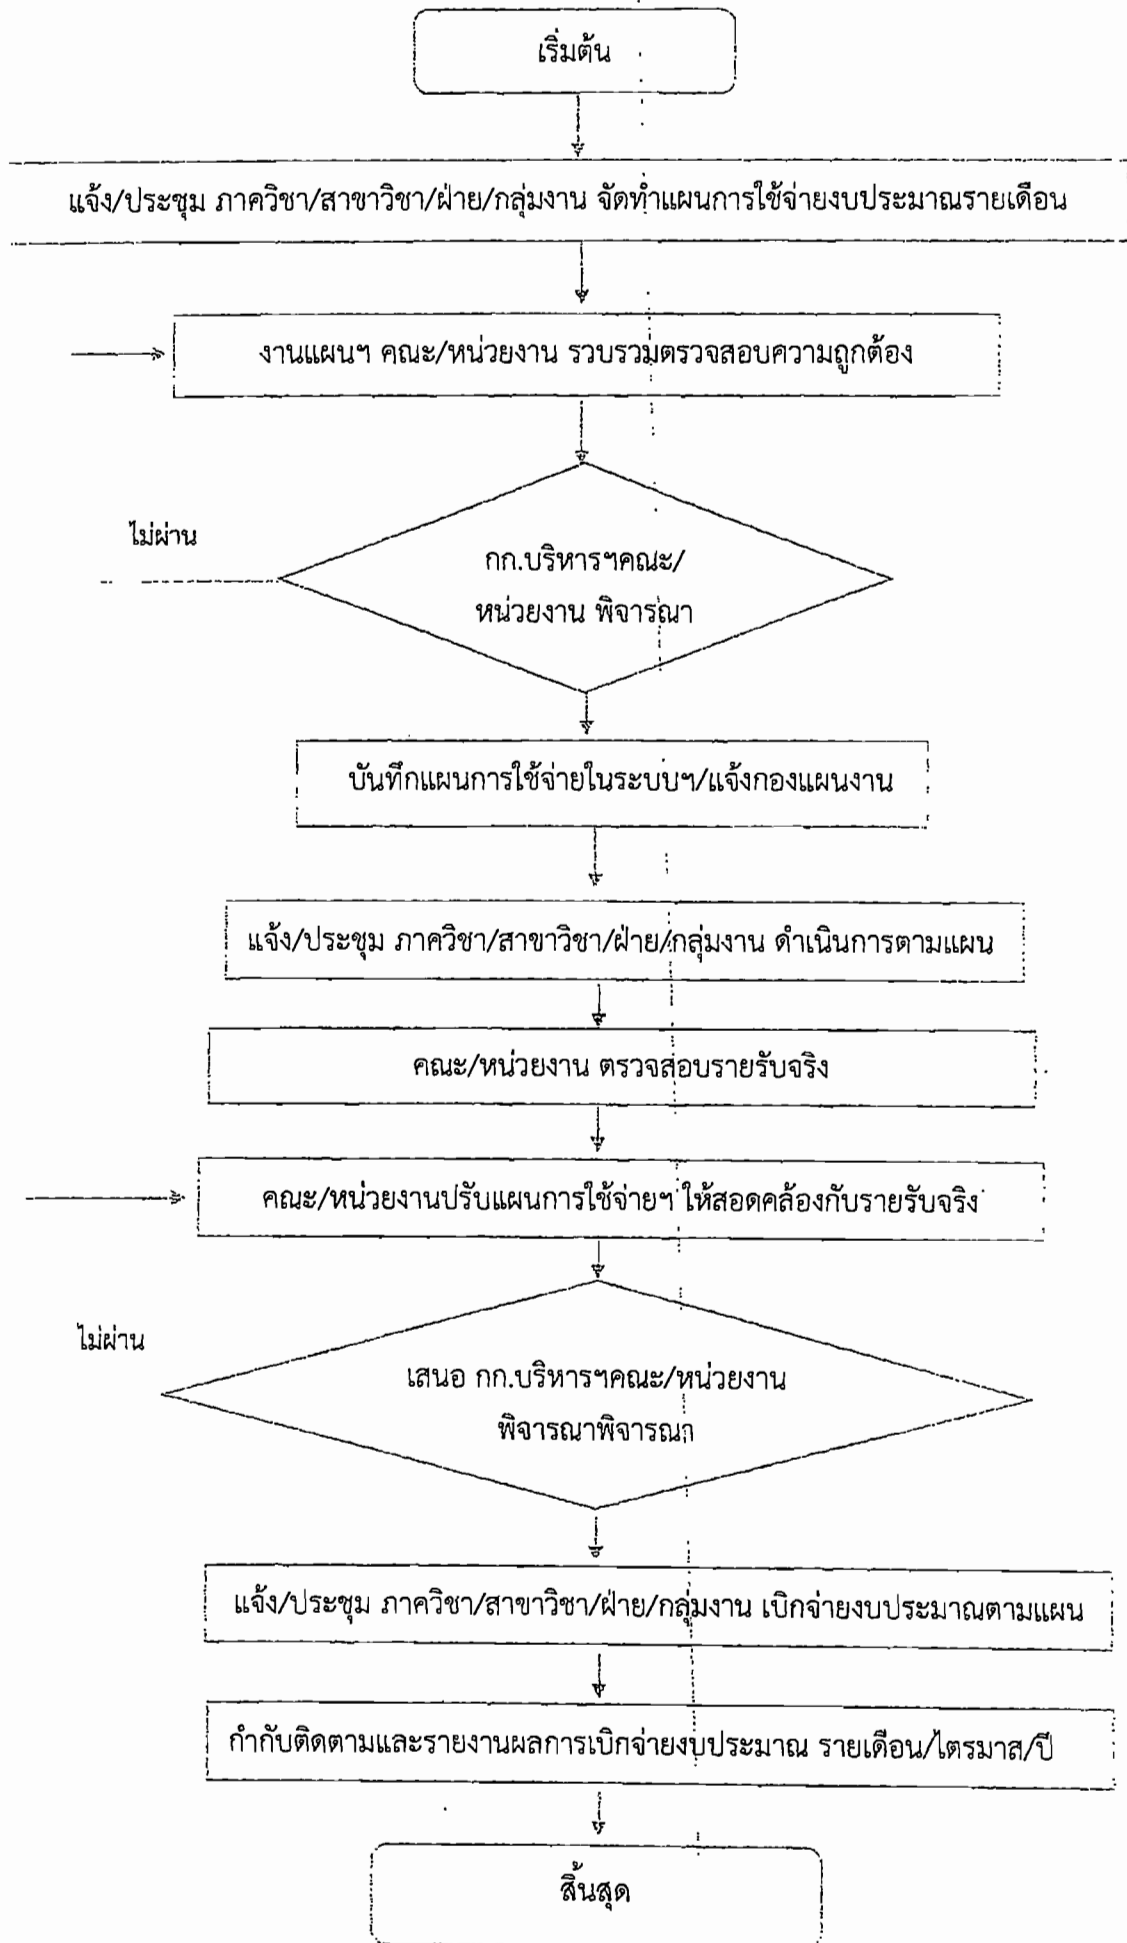 เริ่มต้น
แจ้ง/ประชุม ภาควิชา/สาขาวิชา/ฝ่าย/กลุ่มงาน จัดทำแผนการใช้จ่ายงบประมาณรายเดือน
งานแผนฯ คณะ/หน่วยงาน รวบรวมตรวจสอบความถูกต้อง
ไม่ผ่าน
กก.บริหารฯคณะ/
หน่วยงาน พิจารณา
บันทึกแผนการใช้จ่ายในระบบฯ/แจ้งกองแผนงาน
แจ้ง/ประชุม ภาควิชา/สาขาวิชา/ฝ่าย/กลุ่มงาน ดำเนินการตามแผน
คณะ/หน่วยงาน ตรวจสอบรายรับจริง
คณะ/หน่วยงานปรับแผนการใช้จ่ายฯ ให้สอดคล้องกับรายรับจริง
ไม่ผ่าน
เสนอ กก.บริหารฯคณะ/หน่วยงาน
พิจารณาพิจารณา
แจ้ง/ประชุม ภาควิชา/สาขาวิชา/ฝ่าย/กลุ่มงาน เบิกจ่ายงบประมาณตามแผน
กำกับติดตามและรายงานผลการเบิกจ่ายงบประมาณ รายเดือน/ไตรมาส/ปี
สิ้นสุด